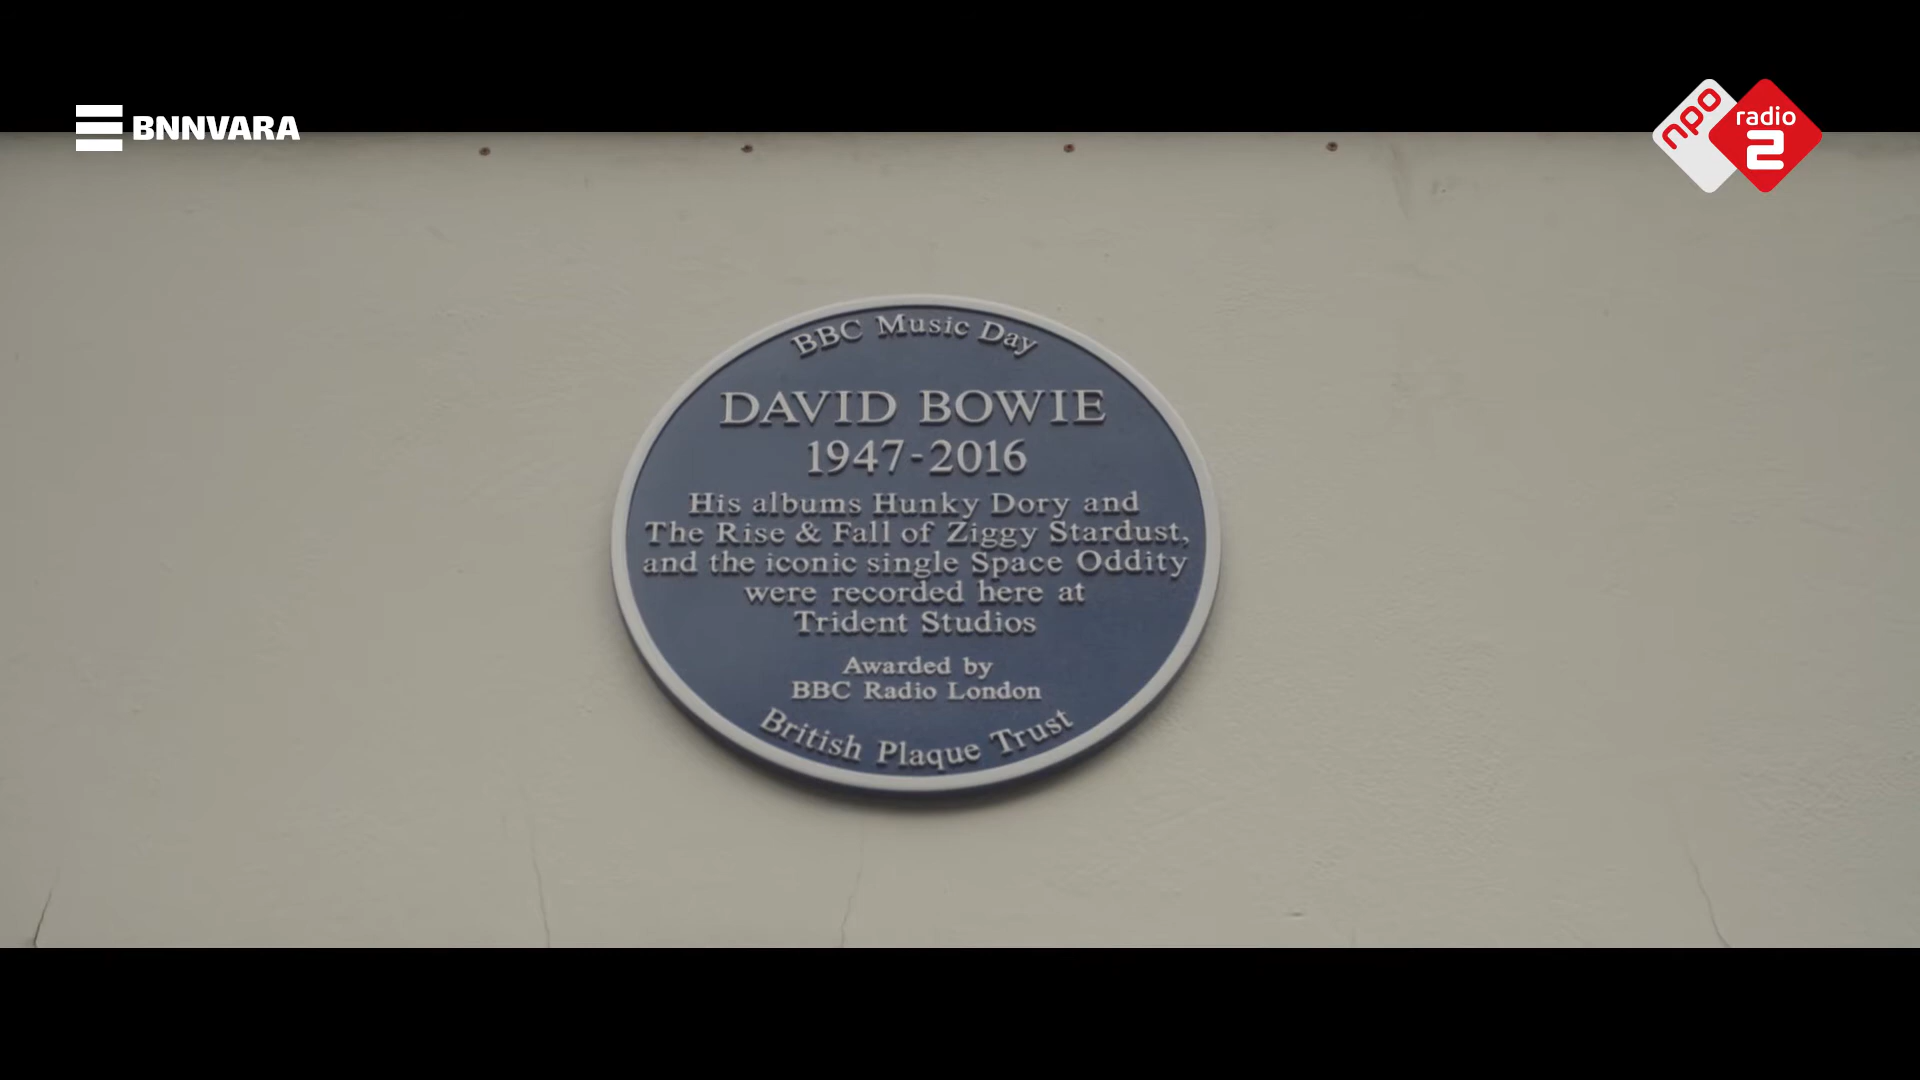 BNNVARA
npo
radio
2
BBC Music Day
DAVID BOWIE
1947-2016
His albums Hunky Dory and
The Rise & Fall of Ziggy Stardust,
and the iconic single Space Oddity
were recorded here at
Trident Studios
Awarded by
BBC Radio London
British Plaque Trust